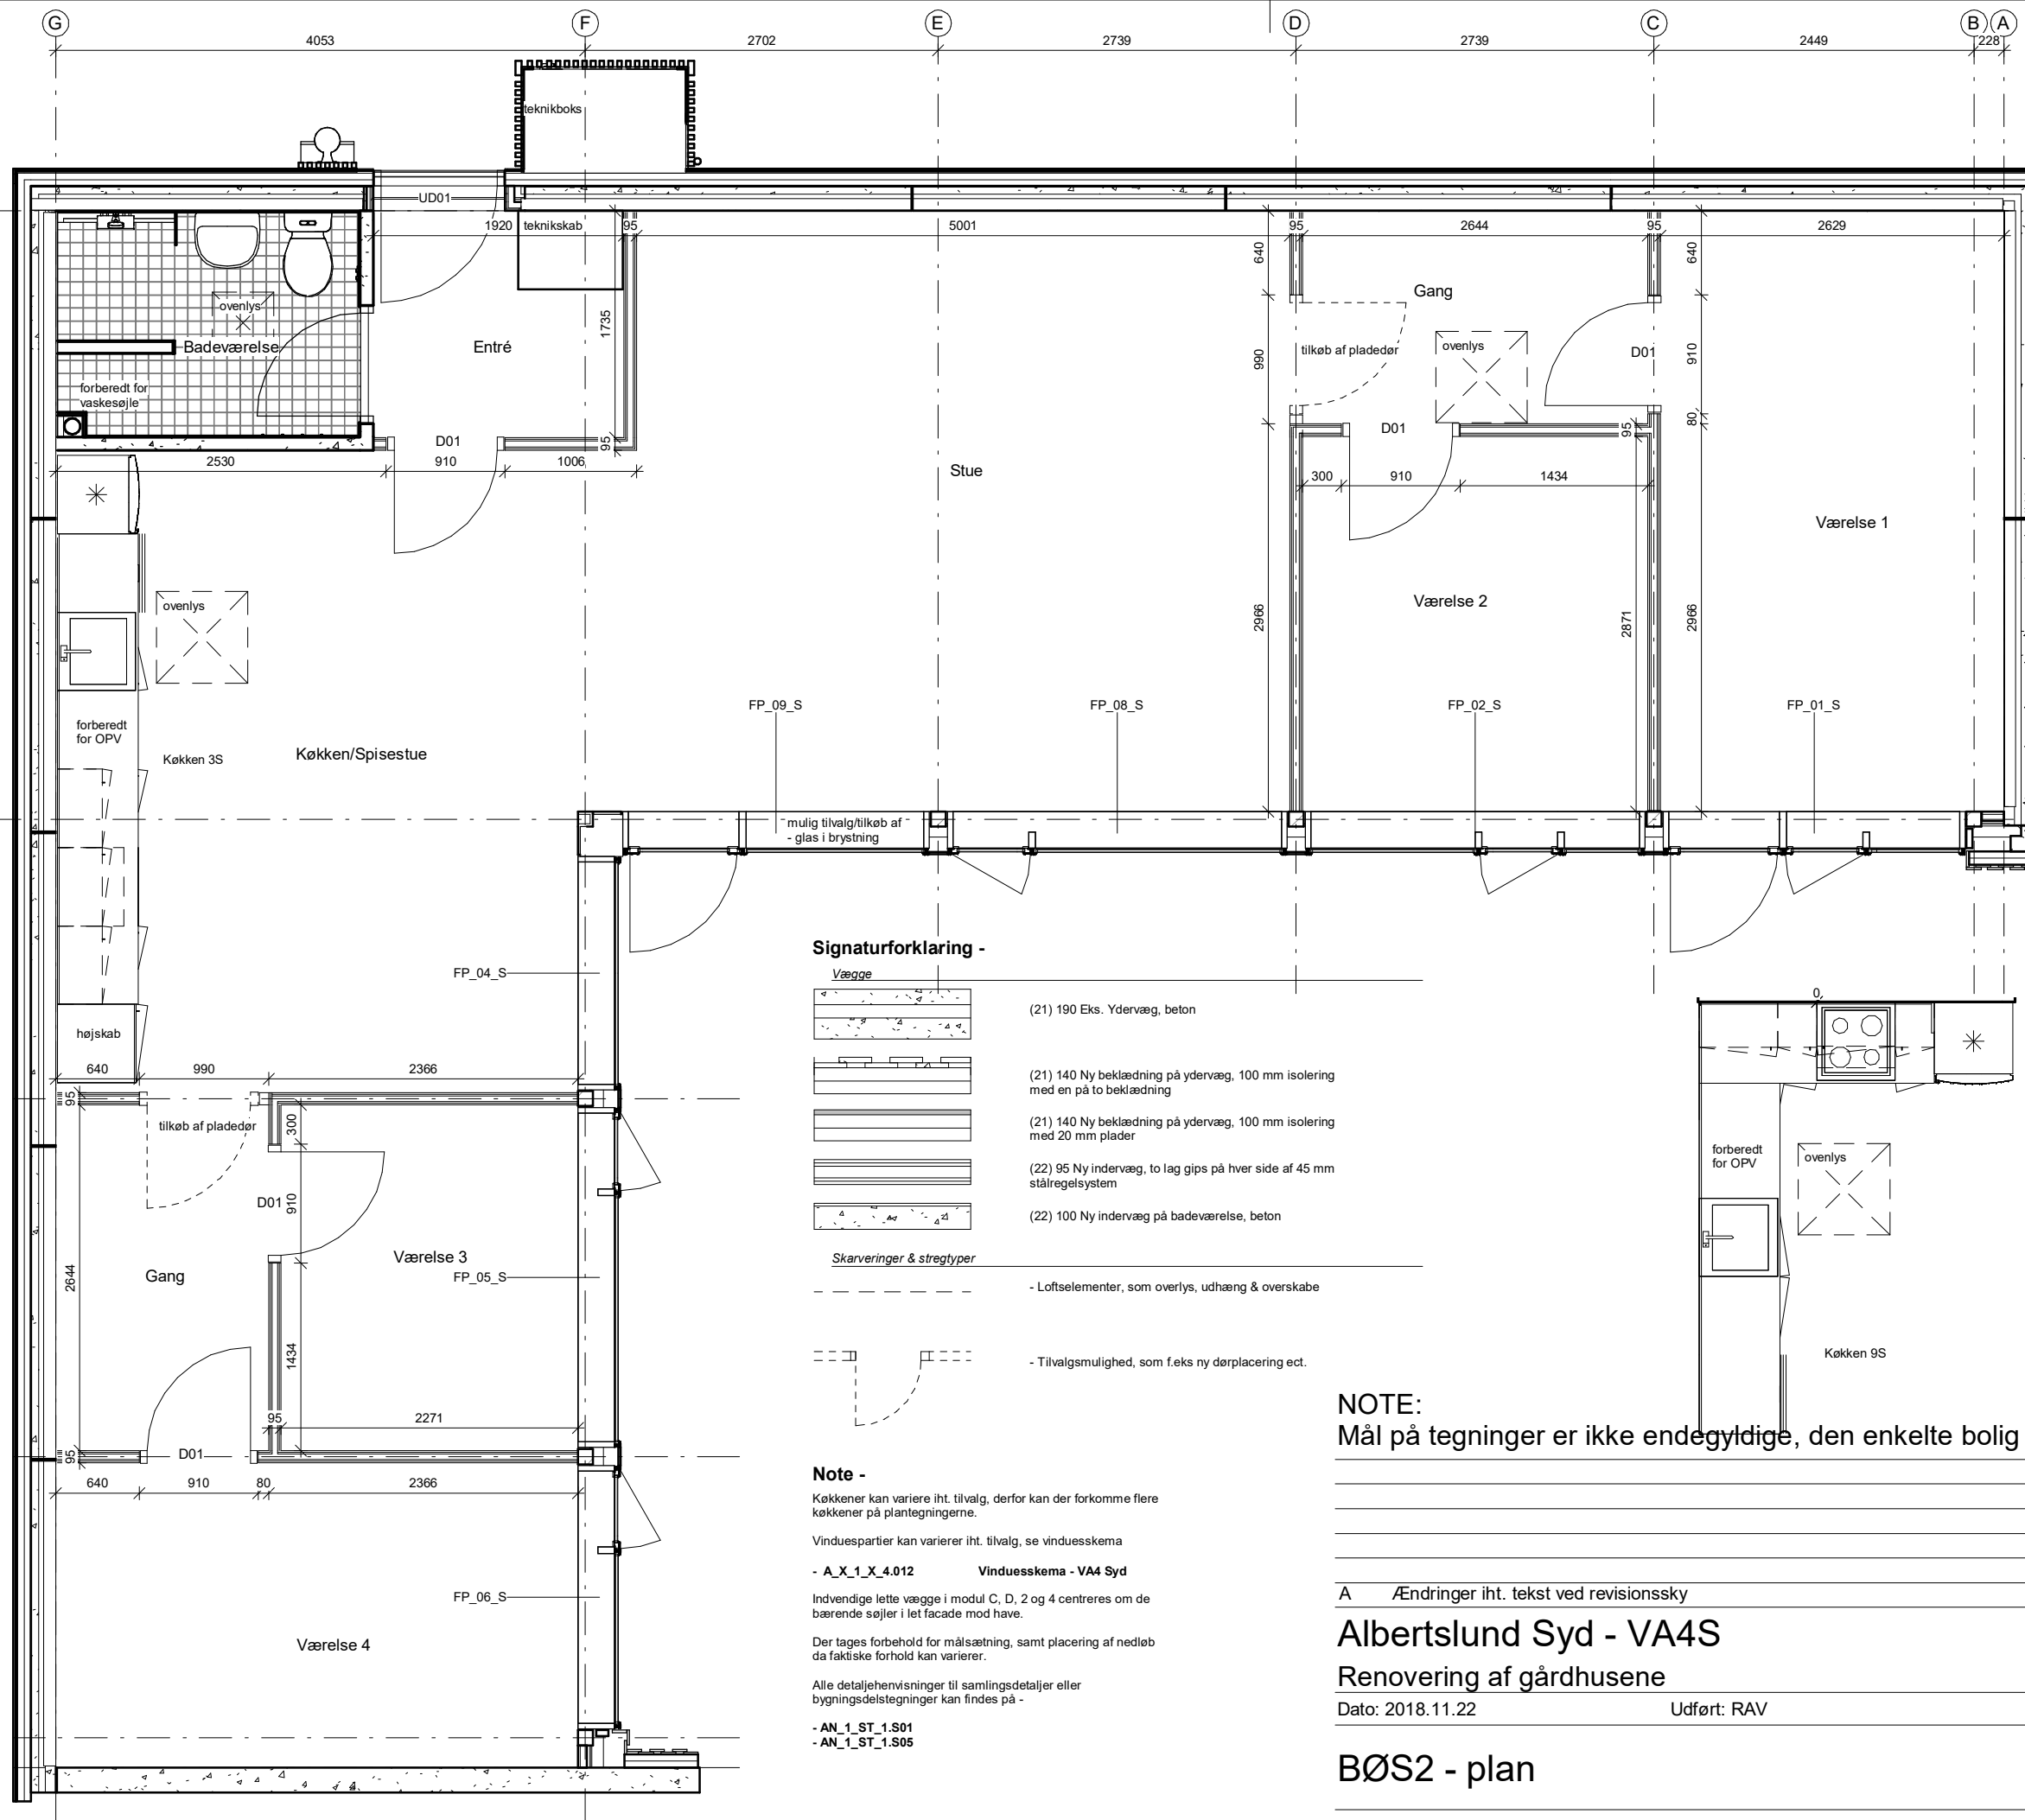 G
F
E
D
C
B
A
4053
2702
2739
2739
2449
228
teknikboks
UD01
1920
teknikskab
95
5001
95
2644
95
2629
640
640
Gang
ovenlys
1735
Entré
Badeværelse
990
tilkøb af pladedør
ovenlys
D01
910
forberedt for
vaskesøjle
80
D01
95
D01
95
2530
910
1006
Stue
300
910
1434
Værelse 1
ovenlys
Værelse 2
2966
2871
2966
forberedt
for OPV
Køkken 3S
Køkken/Spisestue
FP_09_S
FP_08_S
FP_02_S
FP_01_S
mulig tilvalg/tilkøb af
- glas i brystning
FP_04_S
højskab
640
990
2366
95
tilkøb af pladedør
300
D01
910
Værelse 3
Gang
FP_05_S
2644
1434
95
2271
95
D01
640
910
80
2366
FP_06_S
Værelse 4
Signaturforklaring -
Vægge
(21) 190 Eks. Ydervæg, beton
(21) 140 Ny beklædning på ydervæg, 100 mm isolering
med en på to beklædning
(21) 140 Ny beklædning på ydervæg, 100 mm isolering
med 20 mm plader
(22) 95 Ny indervæg, to lag gips på hver side af 45 mm
stålregelsystem
(22) 100 Ny indervæg på badeværelse, beton
Skarveringer & stregtyper
- Loftselementer, som overlys, udhæng & overskabe
- Tilvalgsmulighed, som f.eks ny dørplacering ect.
Note -
Køkkener kan variere iht. tilvalg, derfor kan der forkomme flere
køkkener på plantegningerne.
Vinduespartier kan varierer iht. tilvalg, se vinduesskema
- A_X_1_X_4.012 Vinduesskema - VA4 Syd
Indvendige lette vægge i modul C, D, 2 og 4 centreres om de
bærende søjler i let facade mod have.
Der tages forbehold for målsætning, samt placering af nedløb
da faktiske forhold kan varierer.
Alle detaljehenvisninger til samlingsdetaljer eller
bygningsdelstegninger kan findes på -
- AN_1_ST_1.S01
- AN_1_ST_1.S05
0
forberedt
for OPV
ovenlys
Køkken 9S
NOTE:
Mål på tegninger er ikke endegyldige, den enkelte bolig
A Ændringer iht. tekst ved revisionssky
Albertslund Syd - VA4S
Renovering af gårdhusene
Dato: 2018.11.22 Udført: RAV
BØS2 - plan